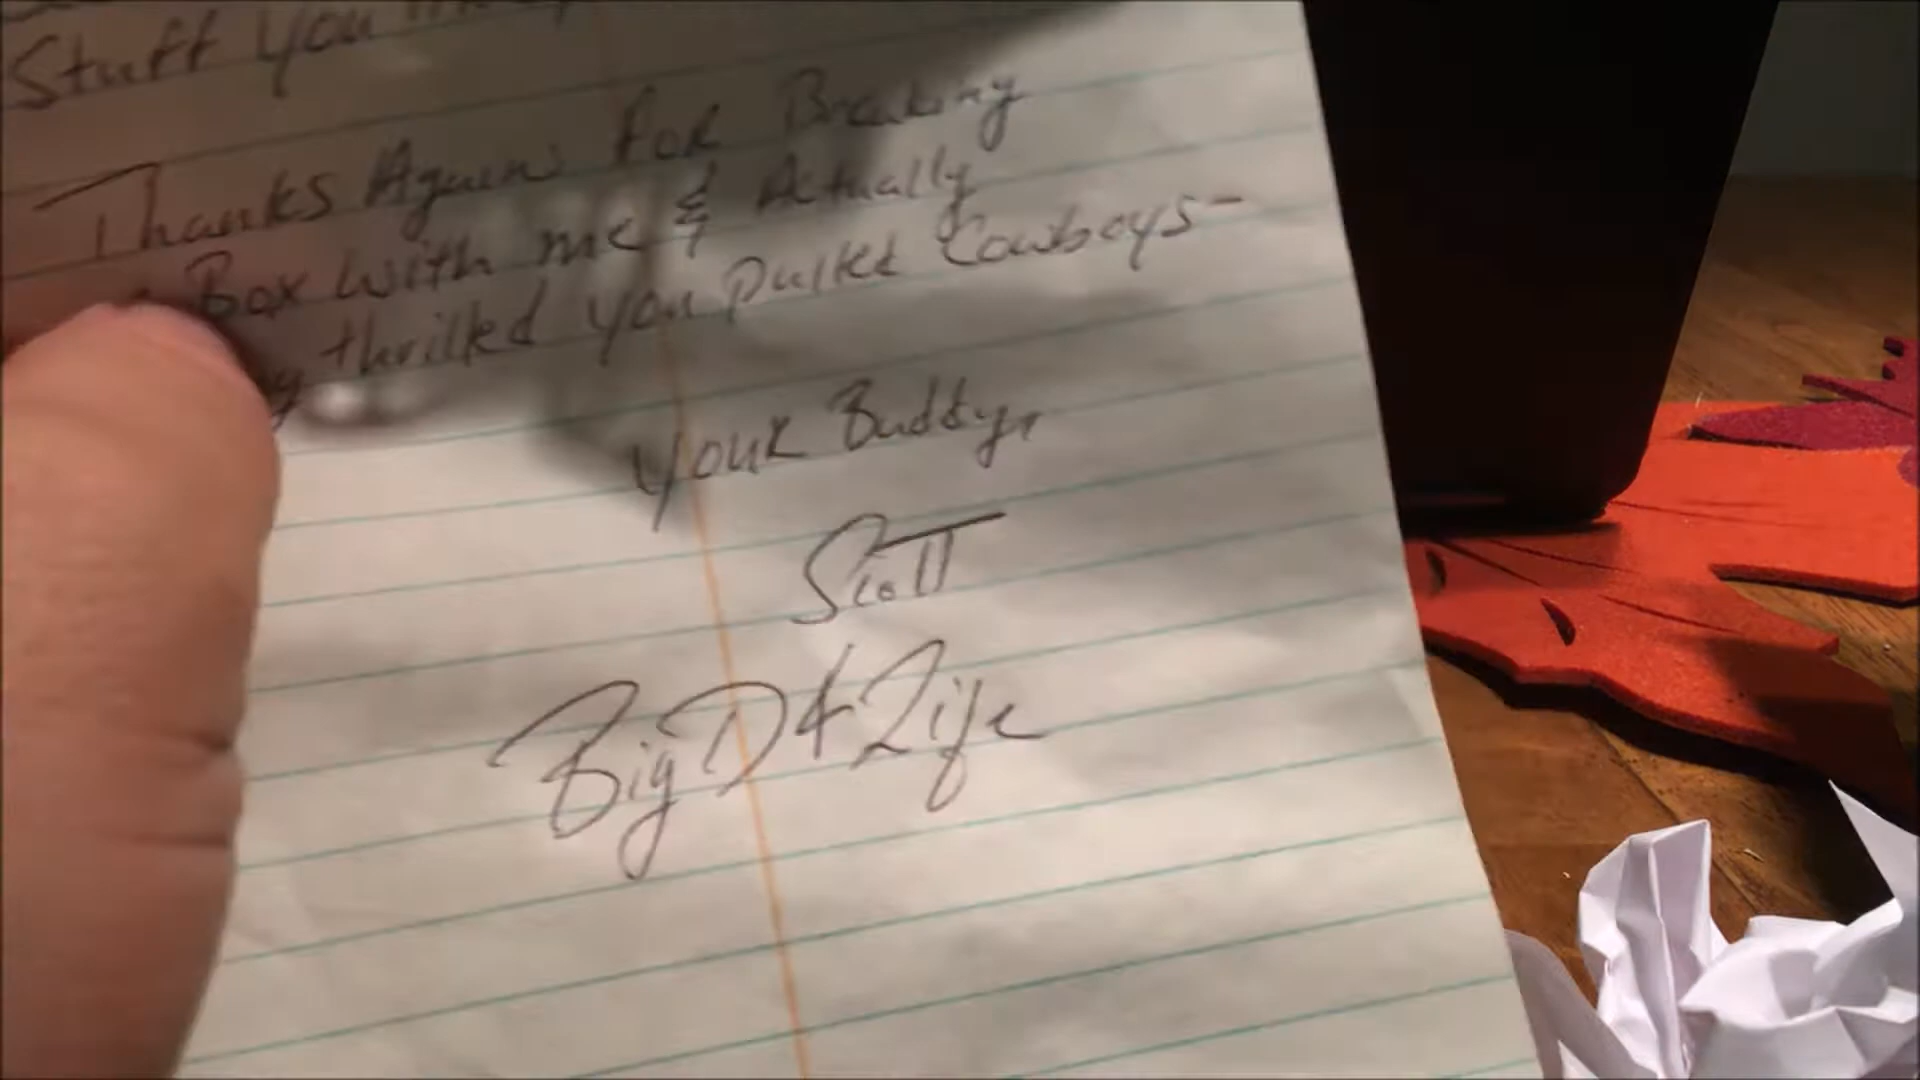 Stuff you
Thanks Again for Breaking
Box with me & Actually
thrilled you pulled Cowboys-
Your Buddy,
Scott
Big D 4 Life